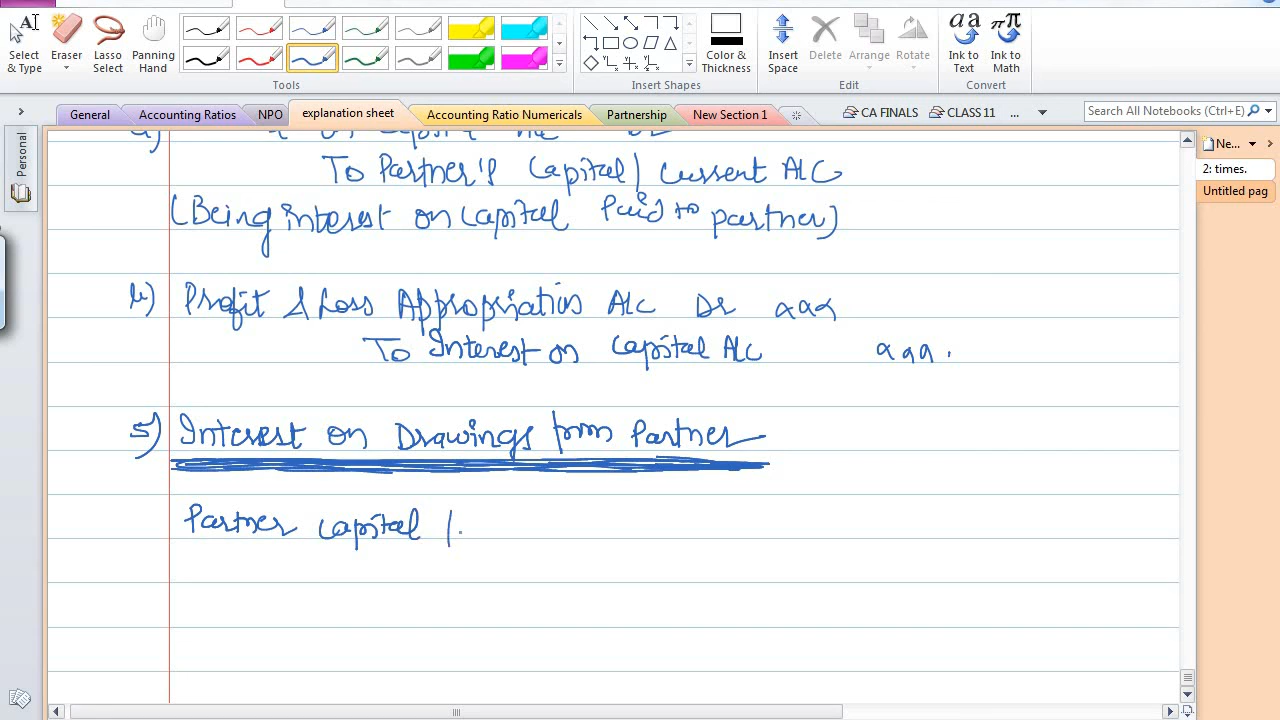 Select & Type
Eraser
Lasso Select
Panning Hand
Tools
Insert Shapes
Color & Thickness
Insert Space
Delete
Arrange
Rotate
Edit
Ink to Text
Ink to Math
Convert
General
Accounting Ratios
NPO
explanation sheet
Accounting Ratio Numericals
Partnership
New Section 1
CA FINALS
CLASS 11
...
Search All Notebooks (Ctrl+E)
Personal
Ne...
2: times.
Untitled pag
To Partner's Capital / Current A/C
(Being interest on capital Paid to partner)
b) Profit & Loss Appropriation A/C Dr xxx
To Interest on Capital A/C xxx.
5) Interest on Drawings from Partner
Partner Capital /